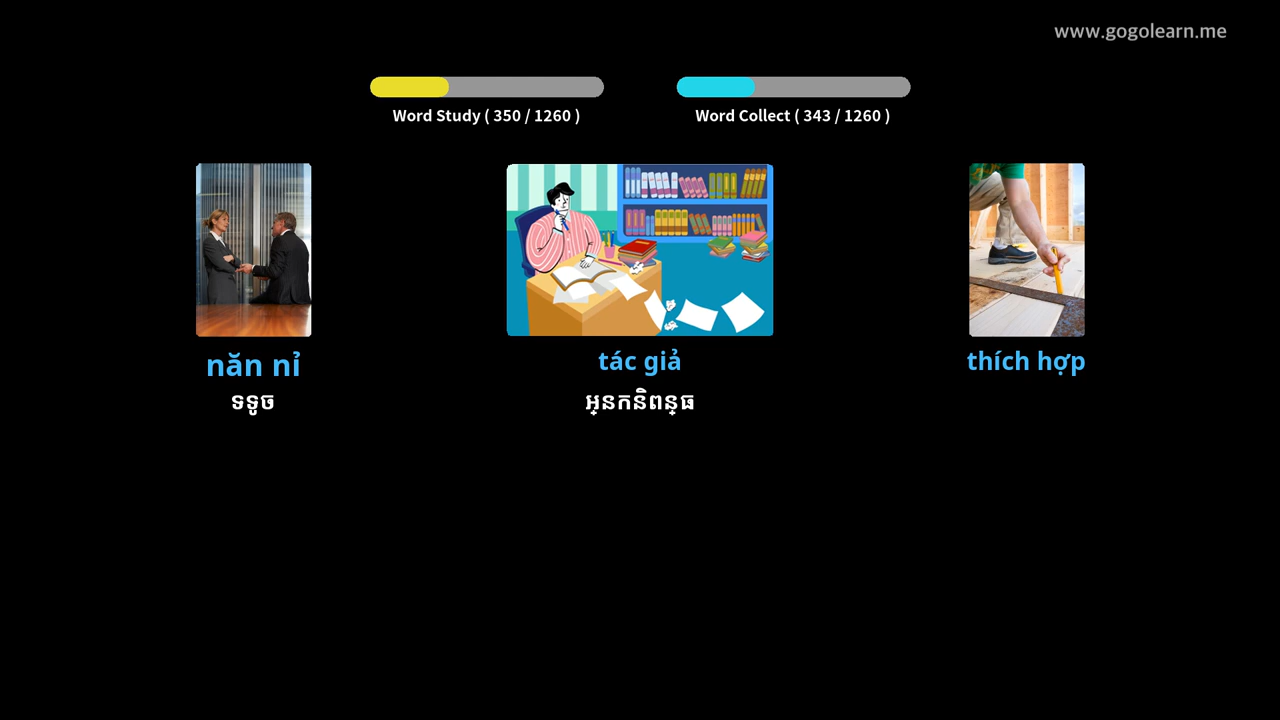 www.gogolearn.me
Word Study ( 350 / 1260 )
Word Collect ( 343 / 1260 )
năn nỉ
tác giả
thích hợp
ទទូច
អ្នកនិពន្ធ